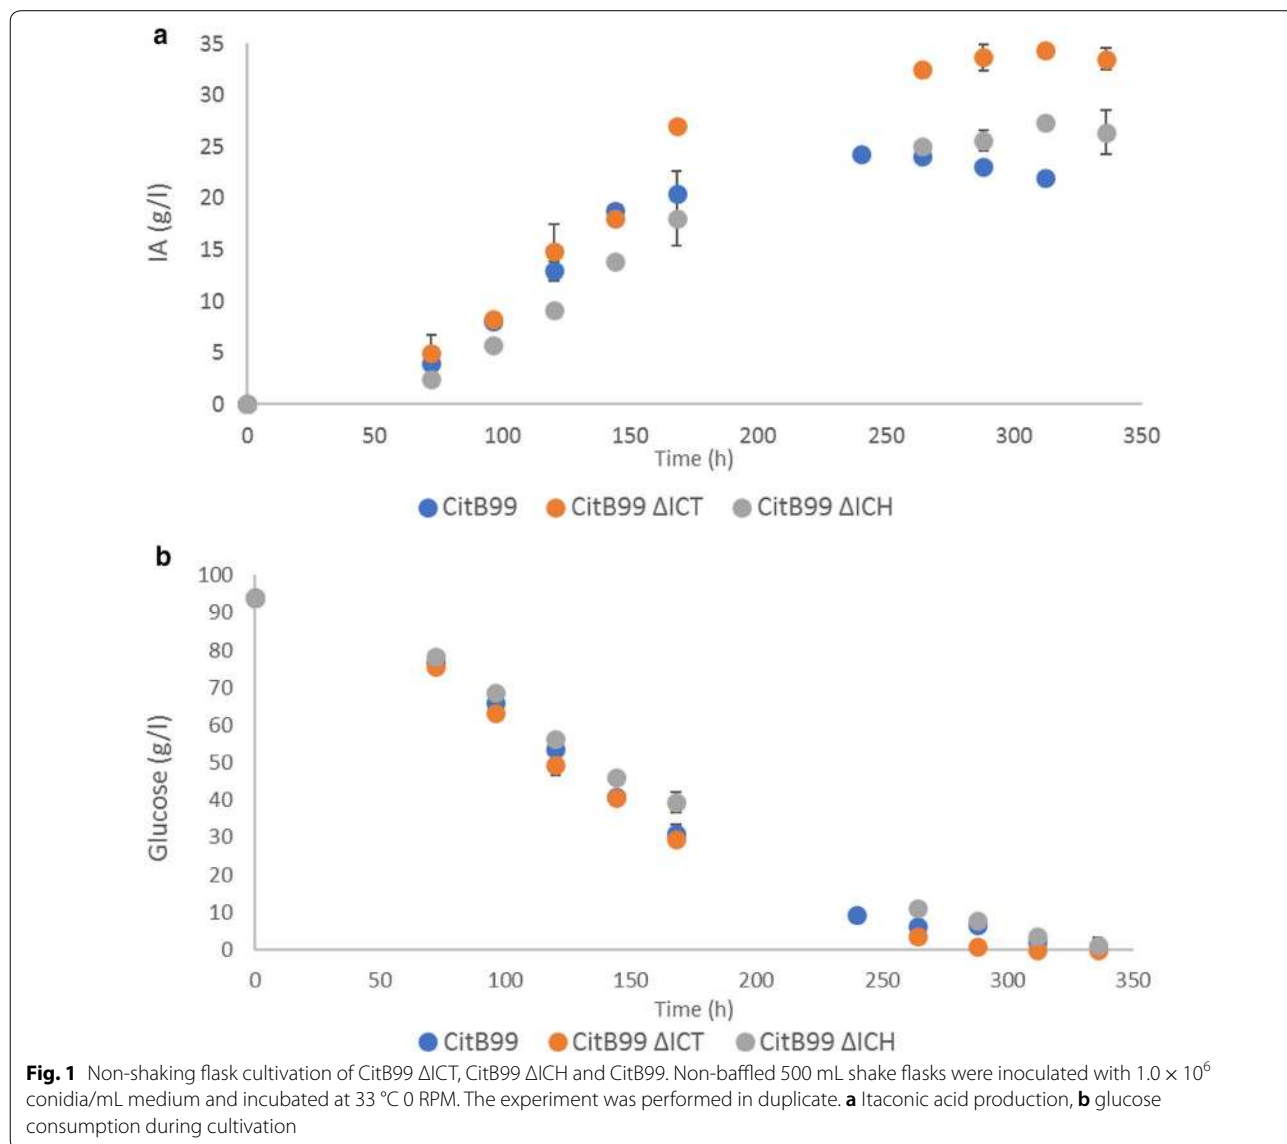 a
35
30
25
20
15
10
5
0
IA (g/l)
0 50 100 150 200 250 300 350
Time (h)
CitB99 CitB99 ΔICT CitB99 ΔICH
b
100
90
80
70
60
50
40
30
20
10
0
Glucose (g/l)
0 50 100 150 200 250 300 350
Time (h)
CitB99 CitB99 ΔICT CitB99 ΔICH
Fig. 1 Non-shaking flask cultivation of CitB99 ΔICT, CitB99 ΔICH and CitB99. Non-baffled 500 mL shake flasks were inoculated with 1.0 × 10⁶
conidia/mL medium and incubated at 33 °C 0 RPM. The experiment was performed in duplicate. a Itaconic acid production, b glucose
consumption during cultivation